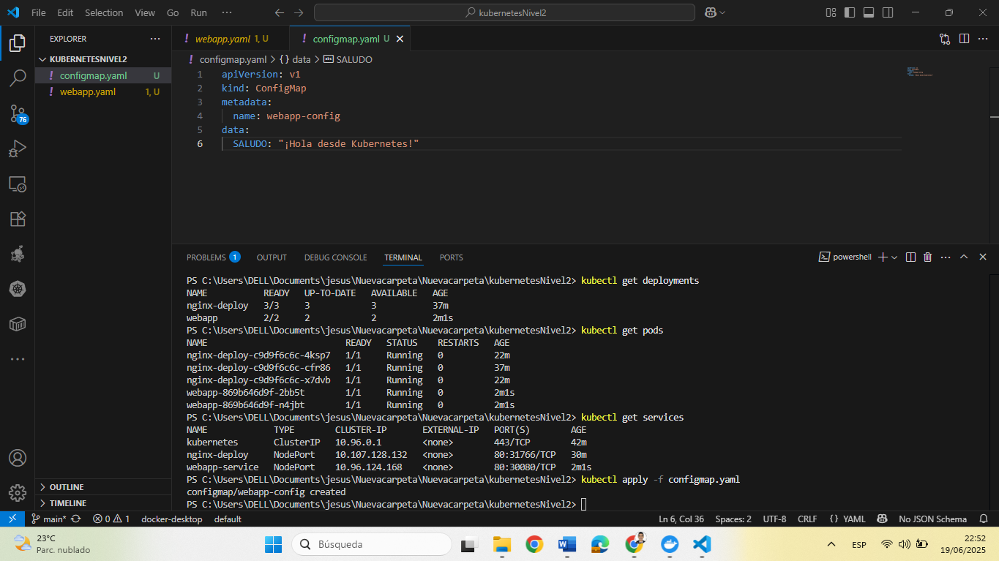 File Edit Selection View Go Run ··· kubernetesNivel2
EXPLORER ···
KUBERNETESNIVEL2
! configmap.yaml U
! webapp.yaml 1, U
76
OUTLINE
TIMELINE
! webapp.yaml 1, U ! configmap.yaml U
! configmap.yaml > {} data > abc SALUDO
1 apiVersion: v1
2 kind: ConfigMap
3 metadata:
4 name: webapp-config
5 data:
6 SALUDO: "¡Hola desde Kubernetes!"
PROBLEMS 1 OUTPUT DEBUG CONSOLE TERMINAL PORTS powershell
PS C:\Users\DELL\Documents\jesus\Nuevacarpeta\Nuevacarpeta\kubernetesNivel2> kubectl get deployments
NAME READY UP-TO-DATE AVAILABLE AGE
nginx-deploy 3/3 3 3 37m
webapp 2/2 2 2 2m1s
PS C:\Users\DELL\Documents\jesus\Nuevacarpeta\Nuevacarpeta\kubernetesNivel2> kubectl get pods
NAME READY STATUS RESTARTS AGE
nginx-deploy-c9d9f6c6c-4ksp7 1/1 Running 0 22m
nginx-deploy-c9d9f6c6c-cfr86 1/1 Running 0 37m
nginx-deploy-c9d9f6c6c-x7dvb 1/1 Running 0 22m
webapp-869b646d9f-2bb5t 1/1 Running 0 2m1s
webapp-869b646d9f-n4jbt 1/1 Running 0 2m1s
PS C:\Users\DELL\Documents\jesus\Nuevacarpeta\Nuevacarpeta\kubernetesNivel2> kubectl get services
NAME TYPE CLUSTER-IP EXTERNAL-IP PORT(S) AGE
kubernetes ClusterIP 10.96.0.1 <none> 443/TCP 42m
nginx-deploy NodePort 10.107.128.132 <none> 80:31766/TCP 30m
webapp-service NodePort 10.96.124.168 <none> 80:30080/TCP 2m1s
PS C:\Users\DELL\Documents\jesus\Nuevacarpeta\Nuevacarpeta\kubernetesNivel2> kubectl apply -f configmap.yaml
configmap/webapp-config created
PS C:\Users\DELL\Documents\jesus\Nuevacarpeta\Nuevacarpeta\kubernetesNivel2>
main* 0 1 docker-desktop default Ln 6, Col 36 Spaces: 2 UTF-8 CRLF {} YAML No JSON Schema
23°C
Parc. nublado
Búsqueda
ESP
22:52
19/06/2025